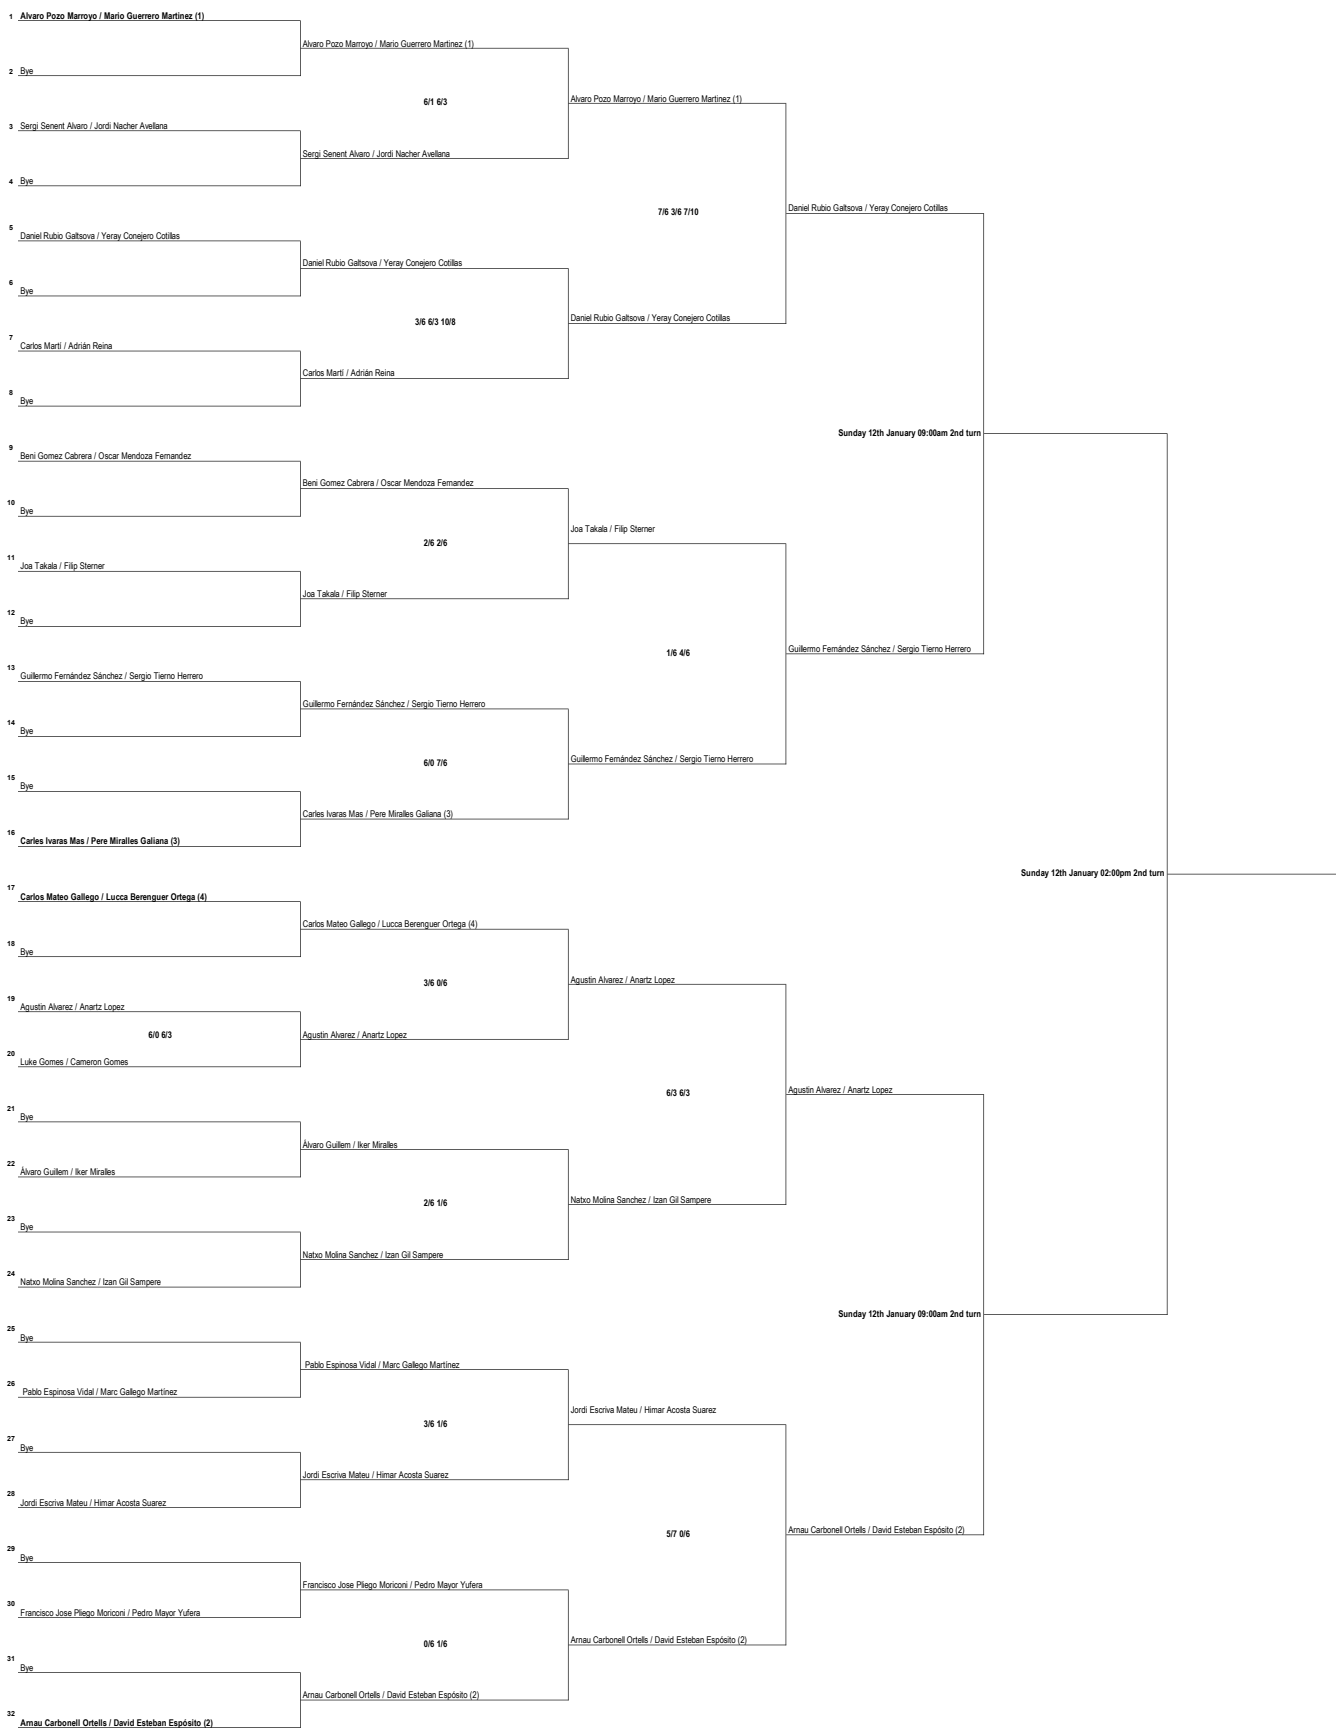 1 Alvaro Pozo Marroyo / Mario Guerrero Martinez (1)
Alvaro Pozo Marroyo / Mario Guerrero Martinez (1)
2 Bye
6/1 6/3
Alvaro Pozo Marroyo / Mario Guerrero Martinez (1)
3 Sergi Senent Alvaro / Jordi Nacher Avellana
Sergi Senent Alvaro / Jordi Nacher Avellana
4 Bye
7/6 3/6 7/10
Daniel Rubio Galtsova / Yeray Conejero Cotillas
5 Daniel Rubio Galtsova / Yeray Conejero Cotillas
Daniel Rubio Galtsova / Yeray Conejero Cotillas
6 Bye
3/6 6/3 10/8
Daniel Rubio Galtsova / Yeray Conejero Cotillas
7 Carlos Martí / Adrián Reina
Carlos Martí / Adrián Reina
8 Bye
Sunday 12th January 09:00am 2nd turn
9 Beni Gomez Cabrera / Oscar Mendoza Fernandez
Beni Gomez Cabrera / Oscar Mendoza Fernandez
10 Bye
Joa Takala / Filip Sterner
2/6 2/6
11 Joa Takala / Filip Sterner
Joa Takala / Filip Sterner
12 Bye
1/6 4/6
Guillermo Fernández Sánchez / Sergio Tierno Herrero
13 Guillermo Fernández Sánchez / Sergio Tierno Herrero
Guillermo Fernández Sánchez / Sergio Tierno Herrero
14 Bye
6/0 7/6
Guillermo Fernández Sánchez / Sergio Tierno Herrero
15 Bye
Carles Ivaras Mas / Pere Miralles Galiana (3)
16 Carles Ivaras Mas / Pere Miralles Galiana (3)
Sunday 12th January 02:00pm 2nd turn
17 Carlos Mateo Gallego / Lucca Berenguer Ortega (4)
Carlos Mateo Gallego / Lucca Berenguer Ortega (4)
18 Bye
3/6 0/6
Agustin Alvarez / Anartz Lopez
19 Agustin Alvarez / Anartz Lopez
6/0 6/3
Agustin Alvarez / Anartz Lopez
20 Luke Gomes / Cameron Gomes
6/3 6/3
Agustin Alvarez / Anartz Lopez
21 Bye
Álvaro Guillem / Iker Miralles
22 Álvaro Guillem / Iker Miralles
2/6 1/6
Natxo Molina Sanchez / Izan Gil Sampere
23 Bye
Natxo Molina Sanchez / Izan Gil Sampere
24 Natxo Molina Sanchez / Izan Gil Sampere
Sunday 12th January 09:00am 2nd turn
25 Bye
Pablo Espinosa Vidal / Marc Gallego Martínez
26 Pablo Espinosa Vidal / Marc Gallego Martínez
Jordi Escriva Mateu / Himar Acosta Suarez
3/6 1/6
27 Bye
Jordi Escriva Mateu / Himar Acosta Suarez
28 Jordi Escriva Mateu / Himar Acosta Suarez
5/7 0/6
Arnau Carbonell Ortells / David Esteban Espósito (2)
29 Bye
Francisco Jose Pliego Moriconi / Pedro Mayor Yufera
30 Francisco Jose Pliego Moriconi / Pedro Mayor Yufera
0/6 1/6
Arnau Carbonell Ortells / David Esteban Espósito (2)
31 Bye
Arnau Carbonell Ortells / David Esteban Espósito (2)
32 Arnau Carbonell Ortells / David Esteban Espósito (2)